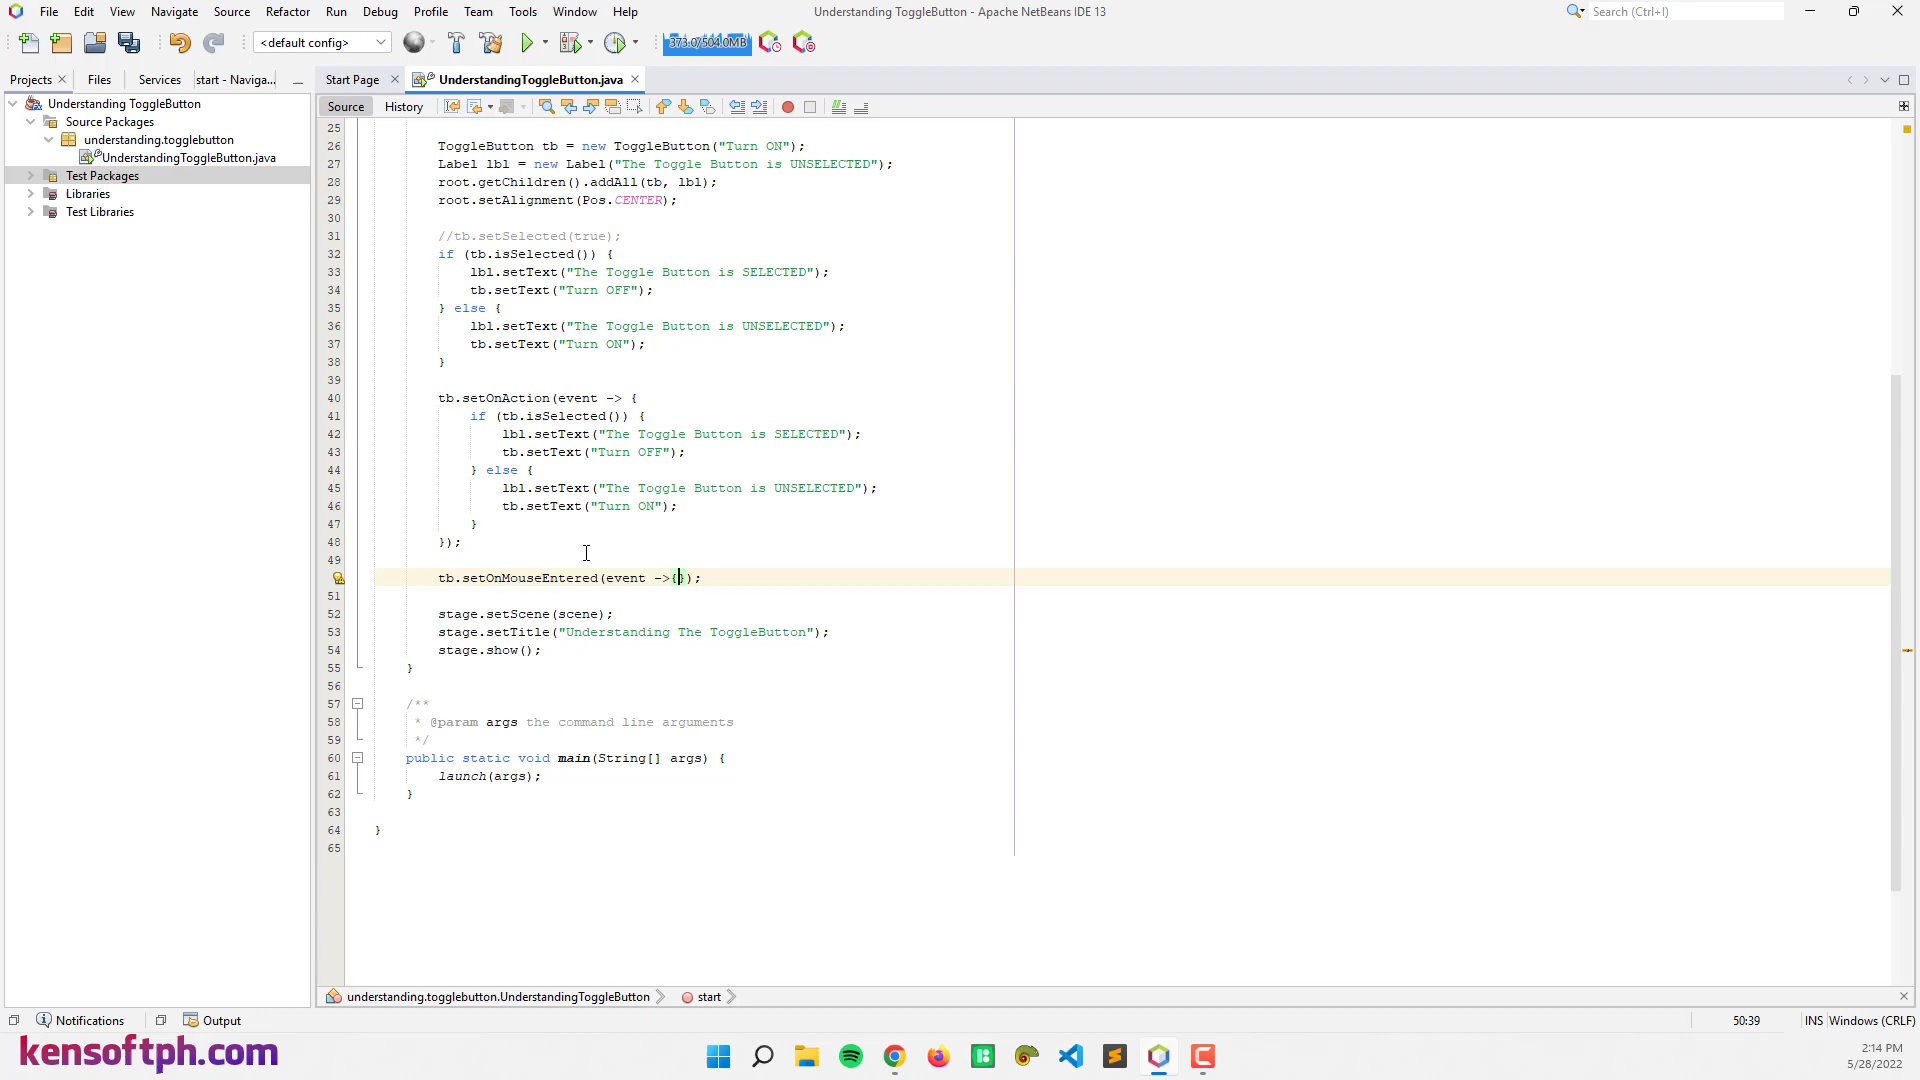 File Edit View Navigate Source Refactor Run Debug Profile Team Tools Window Help
Understanding ToggleButton - Apache NetBeans IDE 13
Search (Ctrl+I)
<default config>
373.0/504.0MB
Projects Files Services start - Naviga...
Start Page UnderstandingToggleButton.java
Source History
Understanding ToggleButton
Source Packages
understanding.togglebutton
UnderstandingToggleButton.java
Test Packages
Libraries
Test Libraries
25
26 ToggleButton tb = new ToggleButton("Turn ON");
27 Label lbl = new Label("The Toggle Button is UNSELECTED");
28 root.getChildren().addAll(tb, lbl);
29 root.setAlignment(Pos.CENTER);
30
31 //tb.setSelected(true);
32 if (tb.isSelected()) {
33 lbl.setText("The Toggle Button is SELECTED");
34 tb.setText("Turn OFF");
35 } else {
36 lbl.setText("The Toggle Button is UNSELECTED");
37 tb.setText("Turn ON");
38 }
39
40 tb.setOnAction(event -> {
41 if (tb.isSelected()) {
42 lbl.setText("The Toggle Button is SELECTED");
43 tb.setText("Turn OFF");
44 } else {
45 lbl.setText("The Toggle Button is UNSELECTED");
46 tb.setText("Turn ON");
47 }
48 });
49
tb.setOnMouseEntered(event ->{});
51
52 stage.setScene(scene);
53 stage.setTitle("Understanding The ToggleButton");
54 stage.show();
55 }
56
57 /**
58 * @param args the command line arguments
59 */
60 public static void main(String[] args) {
61 launch(args);
62 }
63
64 }
65
understanding.togglebutton.UnderstandingToggleButton start
Notifications Output
50:39 INS Windows (CRLF)
kensoftph.com
2:14 PM
5/28/2022